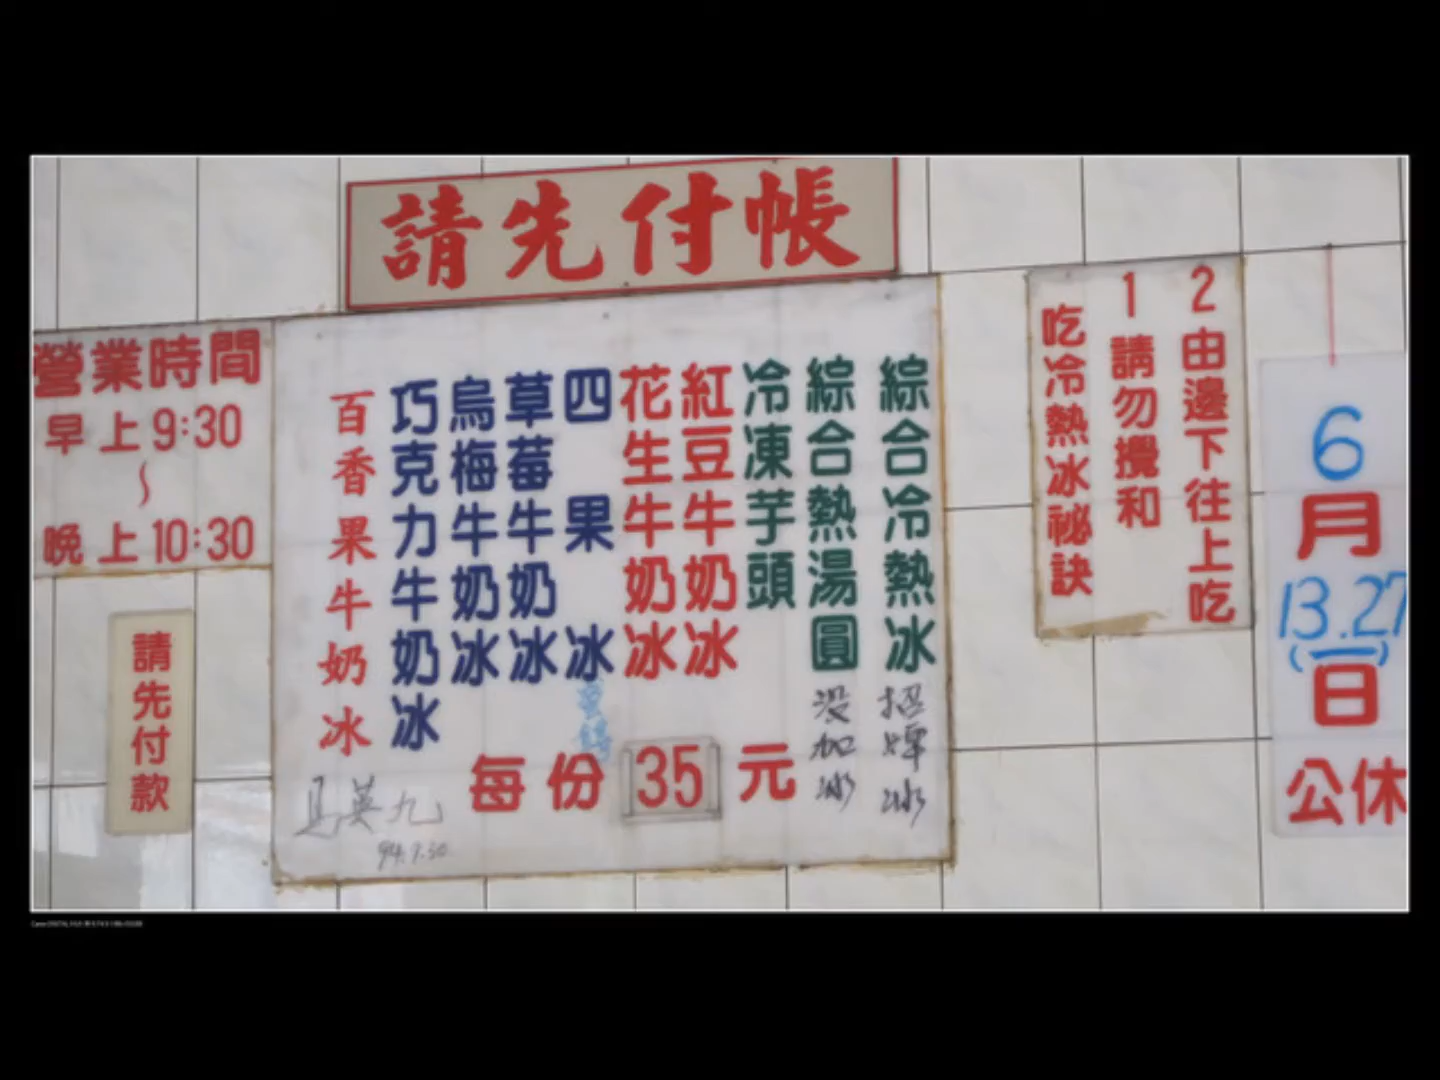 請先付帳
營業時間
早上9:30
~
晚上10:30
請先付款
綜合冷熱冰 招牌冰
綜合熱湯圓 沒加冰
冷凍芋頭
紅豆牛奶冰
花生牛奶冰
四果冰
草莓牛奶冰
烏梅牛奶冰
巧克力牛奶冰
百香果牛奶冰
每份35元
馬英九
94.7.30
吃冷熱冰祕訣
1請勿攪和
2由邊下往上吃
6
月
13.27
(一)
日
公休